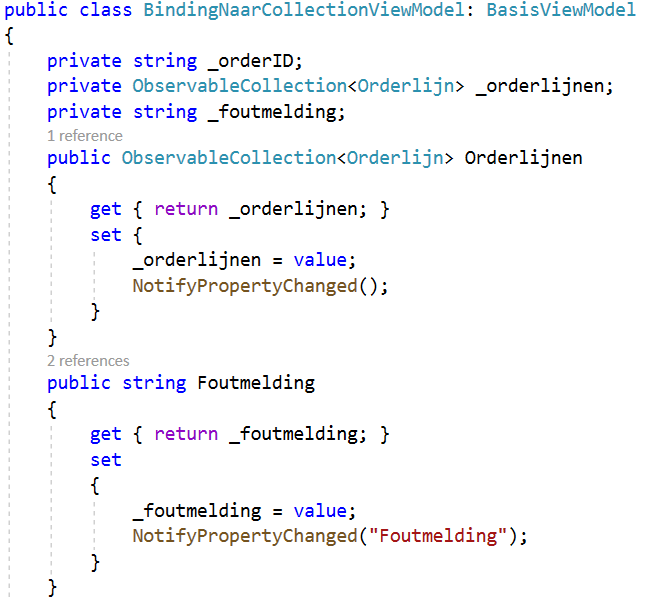 public class BindingNaarCollectionViewModel: BasisViewModel
{
    private string _orderID;
    private ObservableCollection<Orderlijn> _orderlijnen;
    private string _foutmelding;
    1 reference
    public ObservableCollection<Orderlijn> Orderlijnen
    {
        get { return _orderlijnen; }
        set {
            _orderlijnen = value;
            NotifyPropertyChanged();
        }
    }
    2 references
    public string Foutmelding
    {
        get { return _foutmelding; }
        set
        {
            _foutmelding = value;
            NotifyPropertyChanged("Foutmelding");
        }
    }